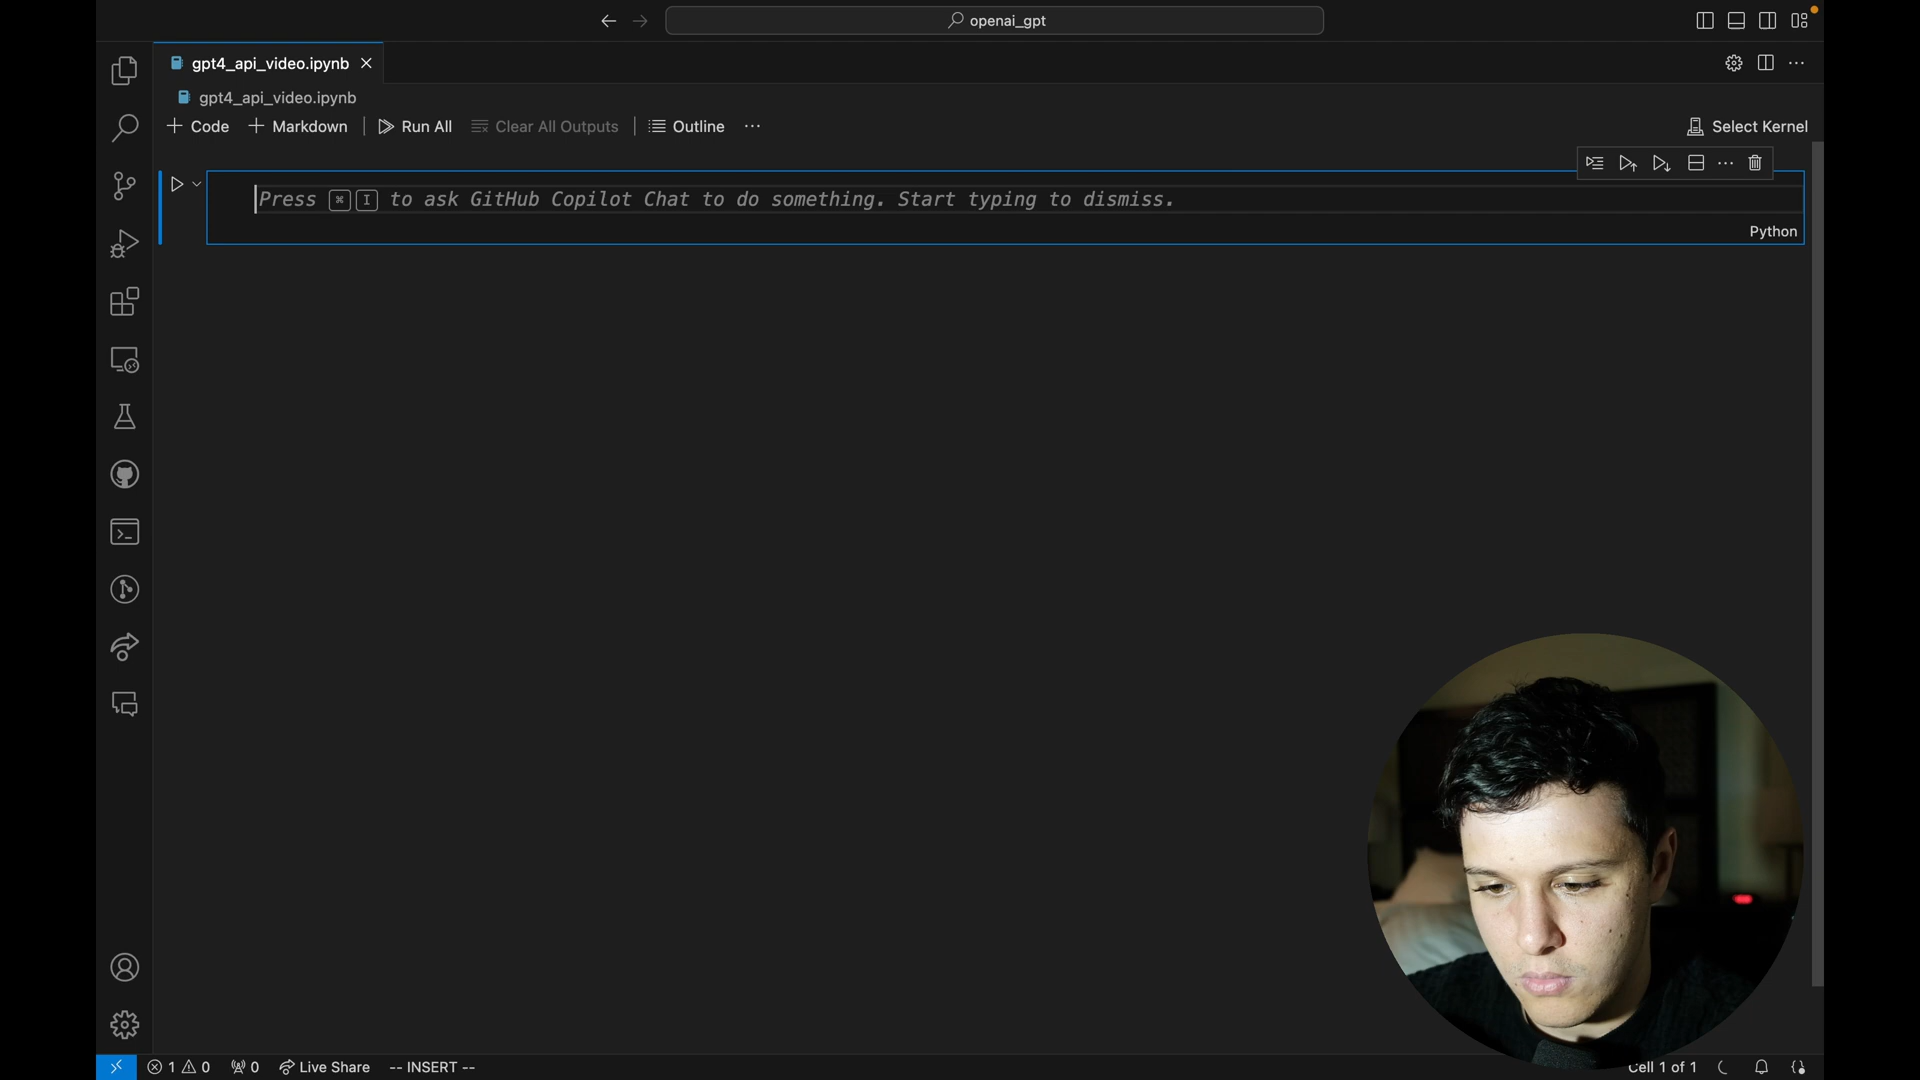 openai_gpt
gpt4_api_video.ipynb
gpt4_api_video.ipynb
Code Markdown Run All Clear All Outputs Outline ... Select Kernel
Press ⌘ I to ask GitHub Copilot Chat to do something. Start typing to dismiss.
Python
1 0 0 Live Share -- INSERT -- Cell 1 of 1